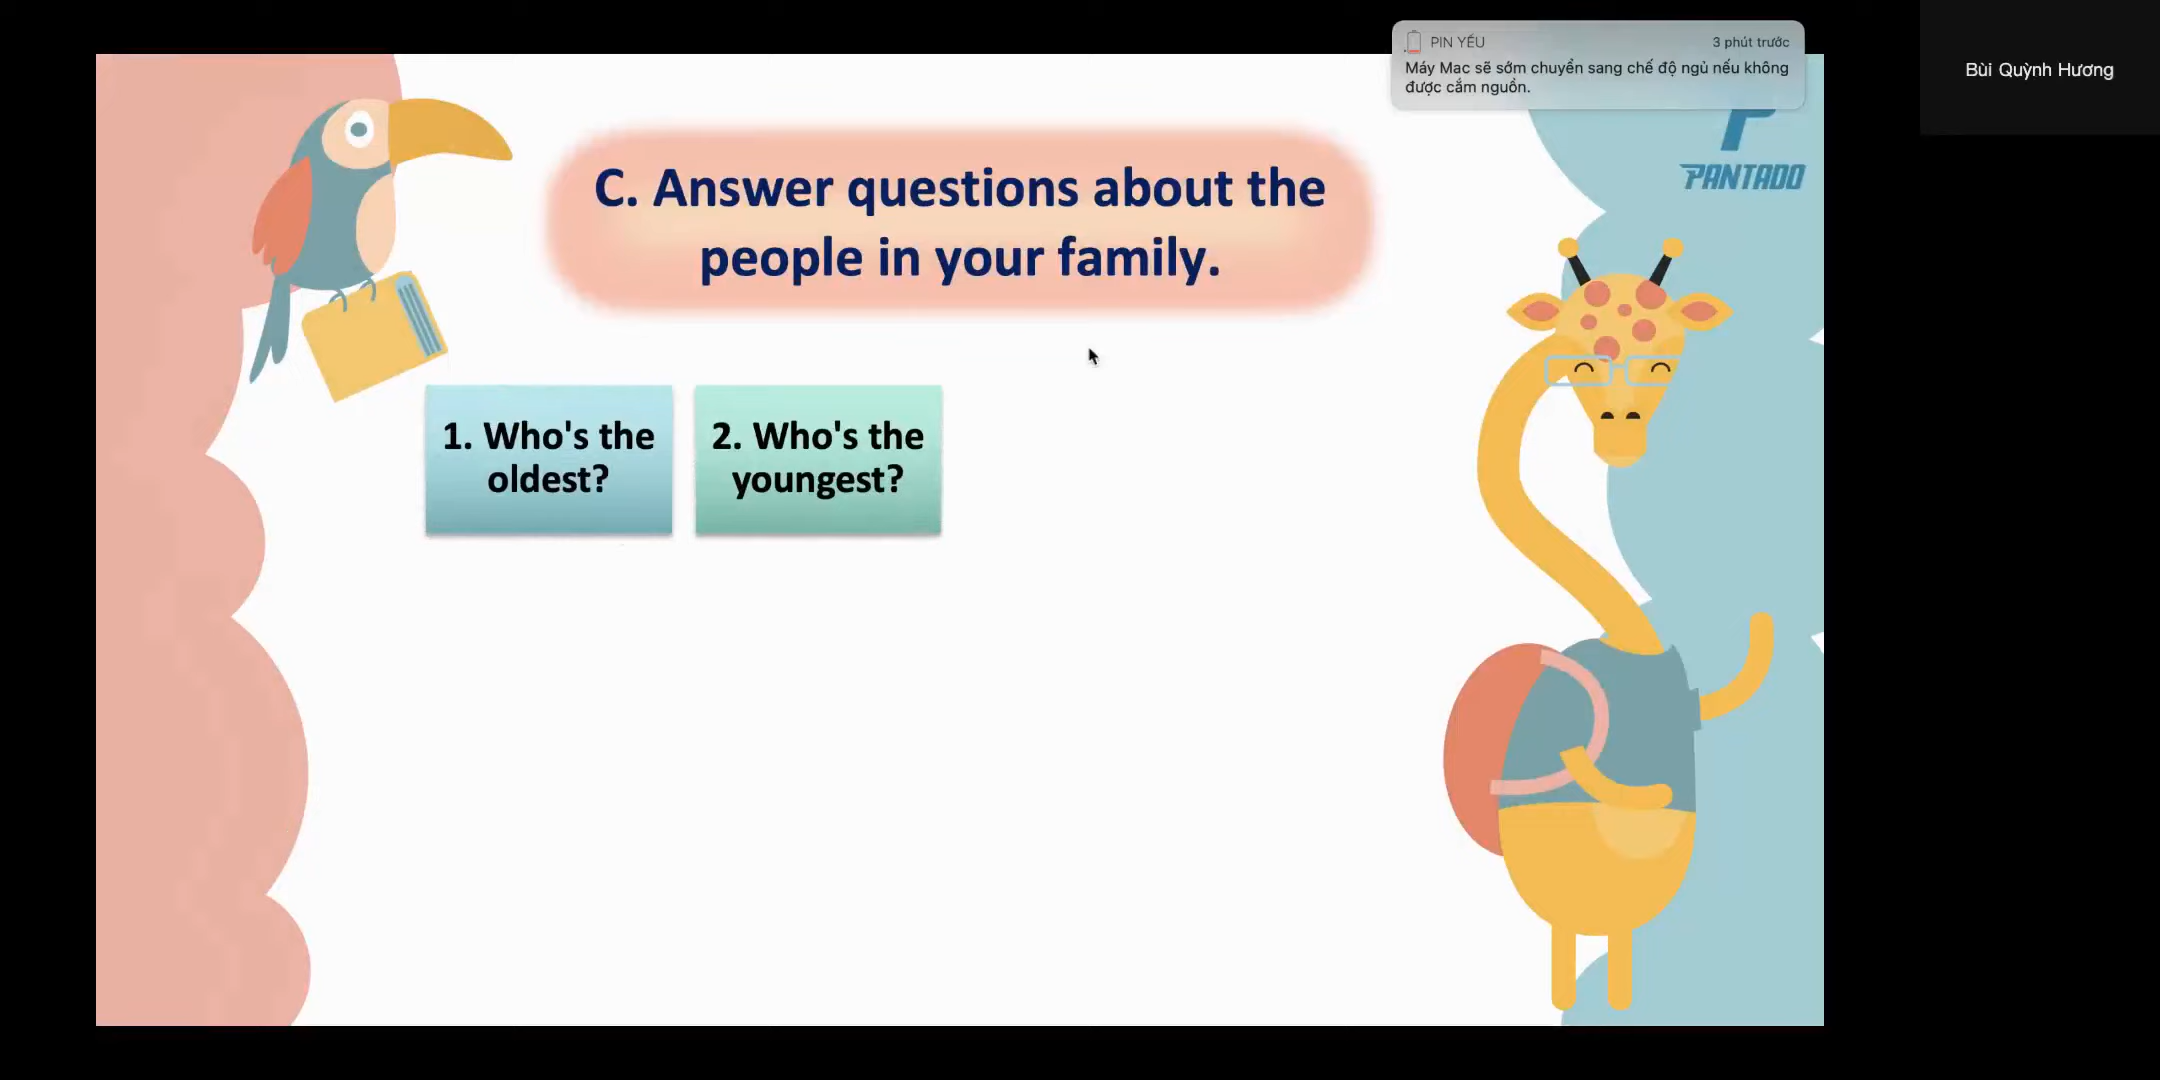 PIN YẾU
3 phút trước
Máy Mac sẽ sớm chuyển sang chế độ ngủ nếu không
được cắm nguồn.
Bùi Quỳnh Hương
PANTADO
C. Answer questions about the
people in your family.
1. Who's the
oldest?
2. Who's the
youngest?